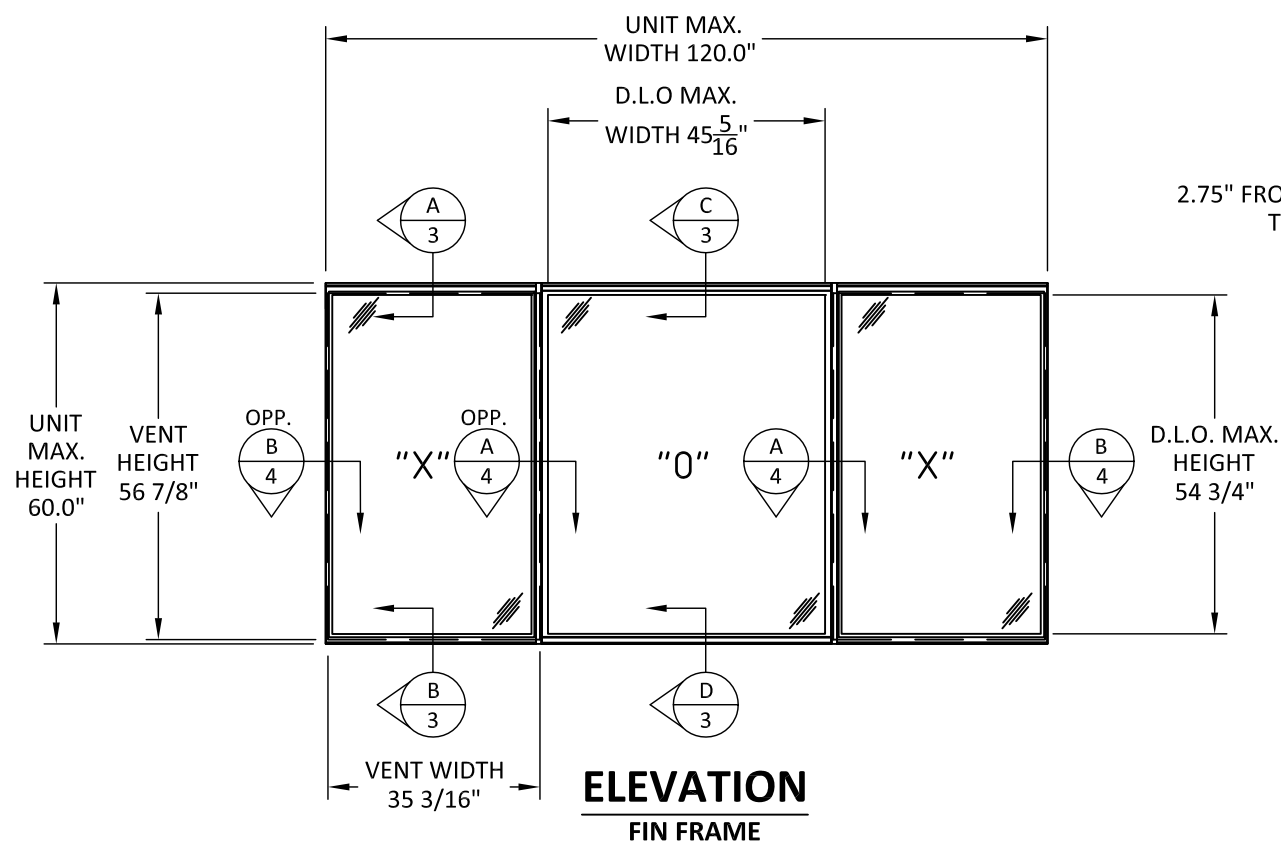 UNIT MAX.
WIDTH 120.0"
D.L.O MAX.
WIDTH 45 5/16"
2.75" FRO
T
A
3
C
3
UNIT
MAX.
HEIGHT
60.0"
VENT
HEIGHT
56 7/8"
OPP.
B
4
"X"
OPP.
A
4
"O"
A
4
"X"
B
4
D.L.O. MAX.
HEIGHT
54 3/4"
B
3
D
3
VENT WIDTH
35 3/16"
ELEVATION
FIN FRAME